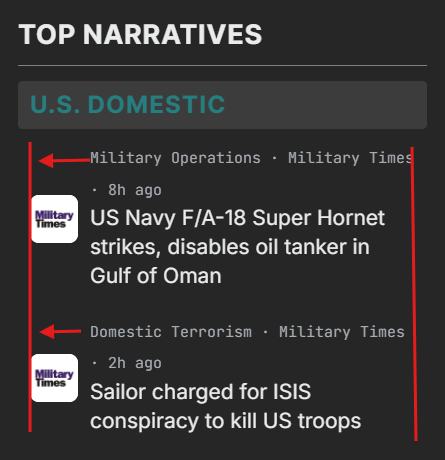 TOP NARRATIVES
U.S. DOMESTIC
Military Operations · Military Times
· 8h ago
Military
Times
US Navy F/A-18 Super Hornet
strikes, disables oil tanker in
Gulf of Oman
Domestic Terrorism · Military Times
· 2h ago
Military
Times
Sailor charged for ISIS
conspiracy to kill US troops